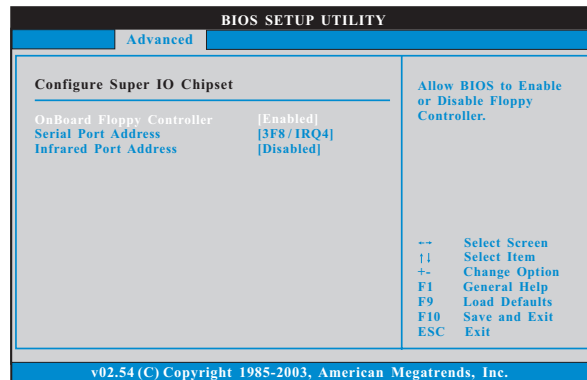 BIOS SETUP UTILITY
Advanced
Configure Super IO Chipset
OnBoard Floppy Controller [Enabled]
Serial Port Address [3F8 / IRQ4]
Infrared Port Address [Disabled]
Allow BIOS to Enable
or Disable Floppy
Controller.
←→ Select Screen
↑↓ Select Item
+- Change Option
F1 General Help
F9 Load Defaults
F10 Save and Exit
ESC Exit
v02.54 (C) Copyright 1985-2003, American Megatrends, Inc.